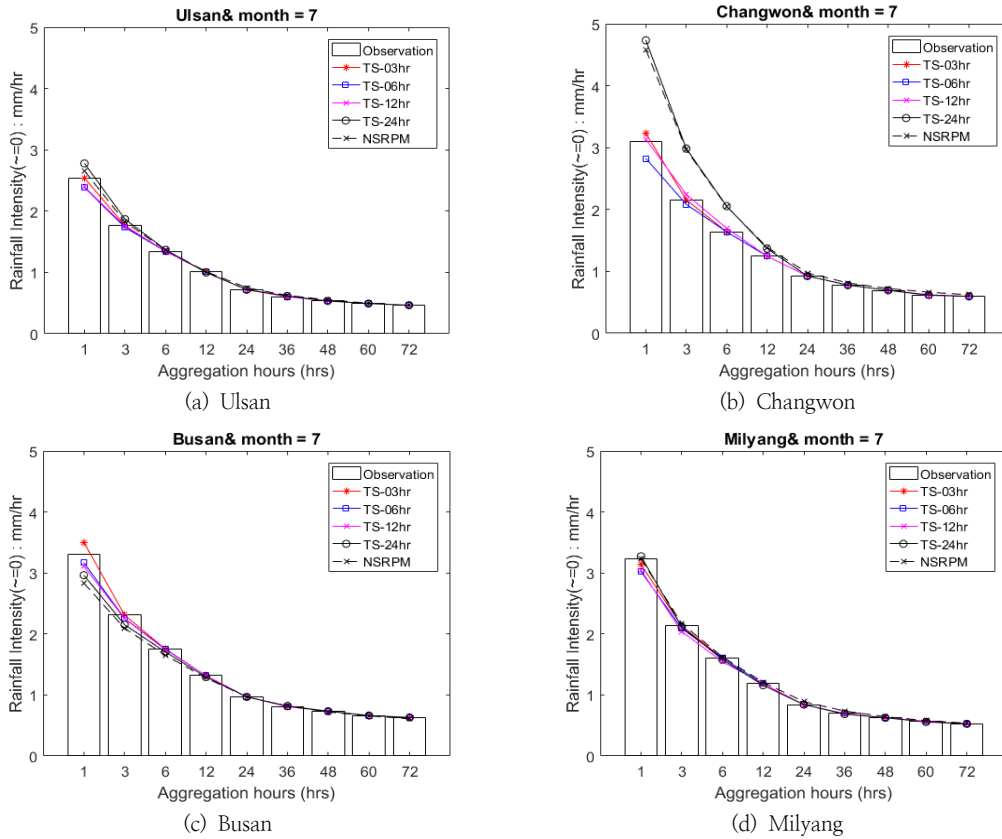 Ulsan& month = 7
Rainfall Intensity(~=0) : mm/hr
5
4
3
2
1
0
Observation
TS-03hr
TS-06hr
TS-12hr
TS-24hr
NSRPM
1 3 6 12 24 36 48 60 72
Aggregation hours (hrs)
(a) Ulsan
Changwon& month = 7
Rainfall Intensity(~=0) : mm/hr
5
4
3
2
1
0
Observation
TS-03hr
TS-06hr
TS-12hr
TS-24hr
NSRPM
1 3 6 12 24 36 48 60 72
Aggregation hours (hrs)
(b) Changwon
Busan& month = 7
Rainfall Intensity(~=0) : mm/hr
5
4
3
2
1
0
Observation
TS-03hr
TS-06hr
TS-12hr
TS-24hr
NSRPM
1 3 6 12 24 36 48 60 72
Aggregation hours (hrs)
(c) Busan
Milyang& month = 7
Rainfall Intensity(~=0) : mm/hr
5
4
3
2
1
0
Observation
TS-03hr
TS-06hr
TS-12hr
TS-24hr
NSRPM
1 3 6 12 24 36 48 60 72
Aggregation hours (hrs)
(d) Milyang